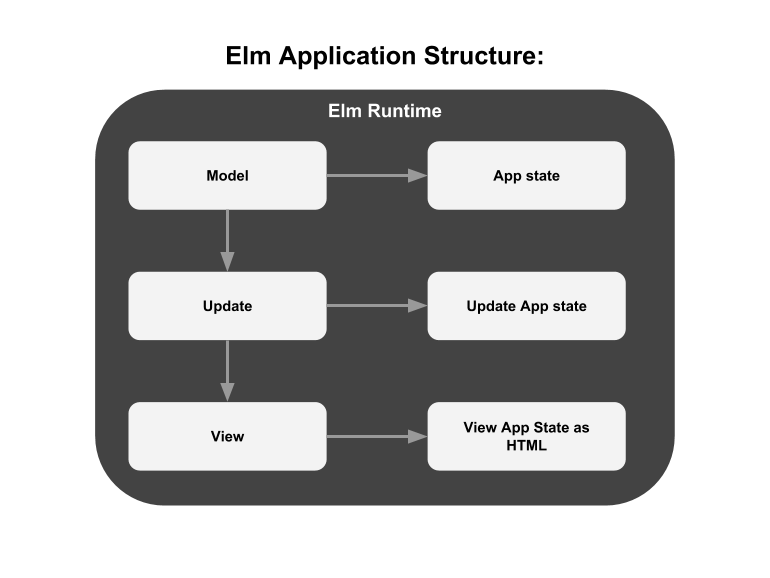 Elm Application Structure:
Elm Runtime
Model
App state
Update
Update App state
View
View App State as
HTML